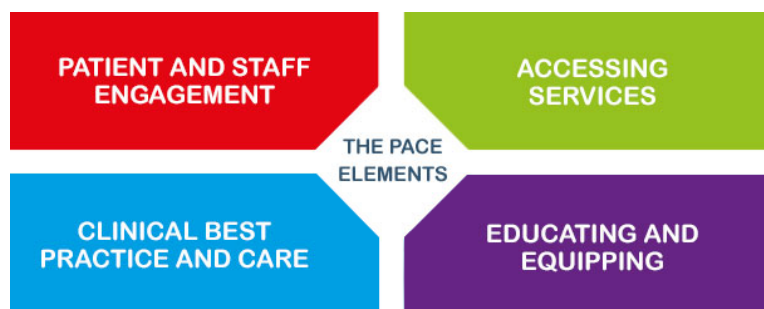 PATIENT AND STAFF
ENGAGEMENT
ACCESSING
SERVICES
THE PACE
ELEMENTS
CLINICAL BEST
PRACTICE AND CARE
EDUCATING AND
EQUIPPING